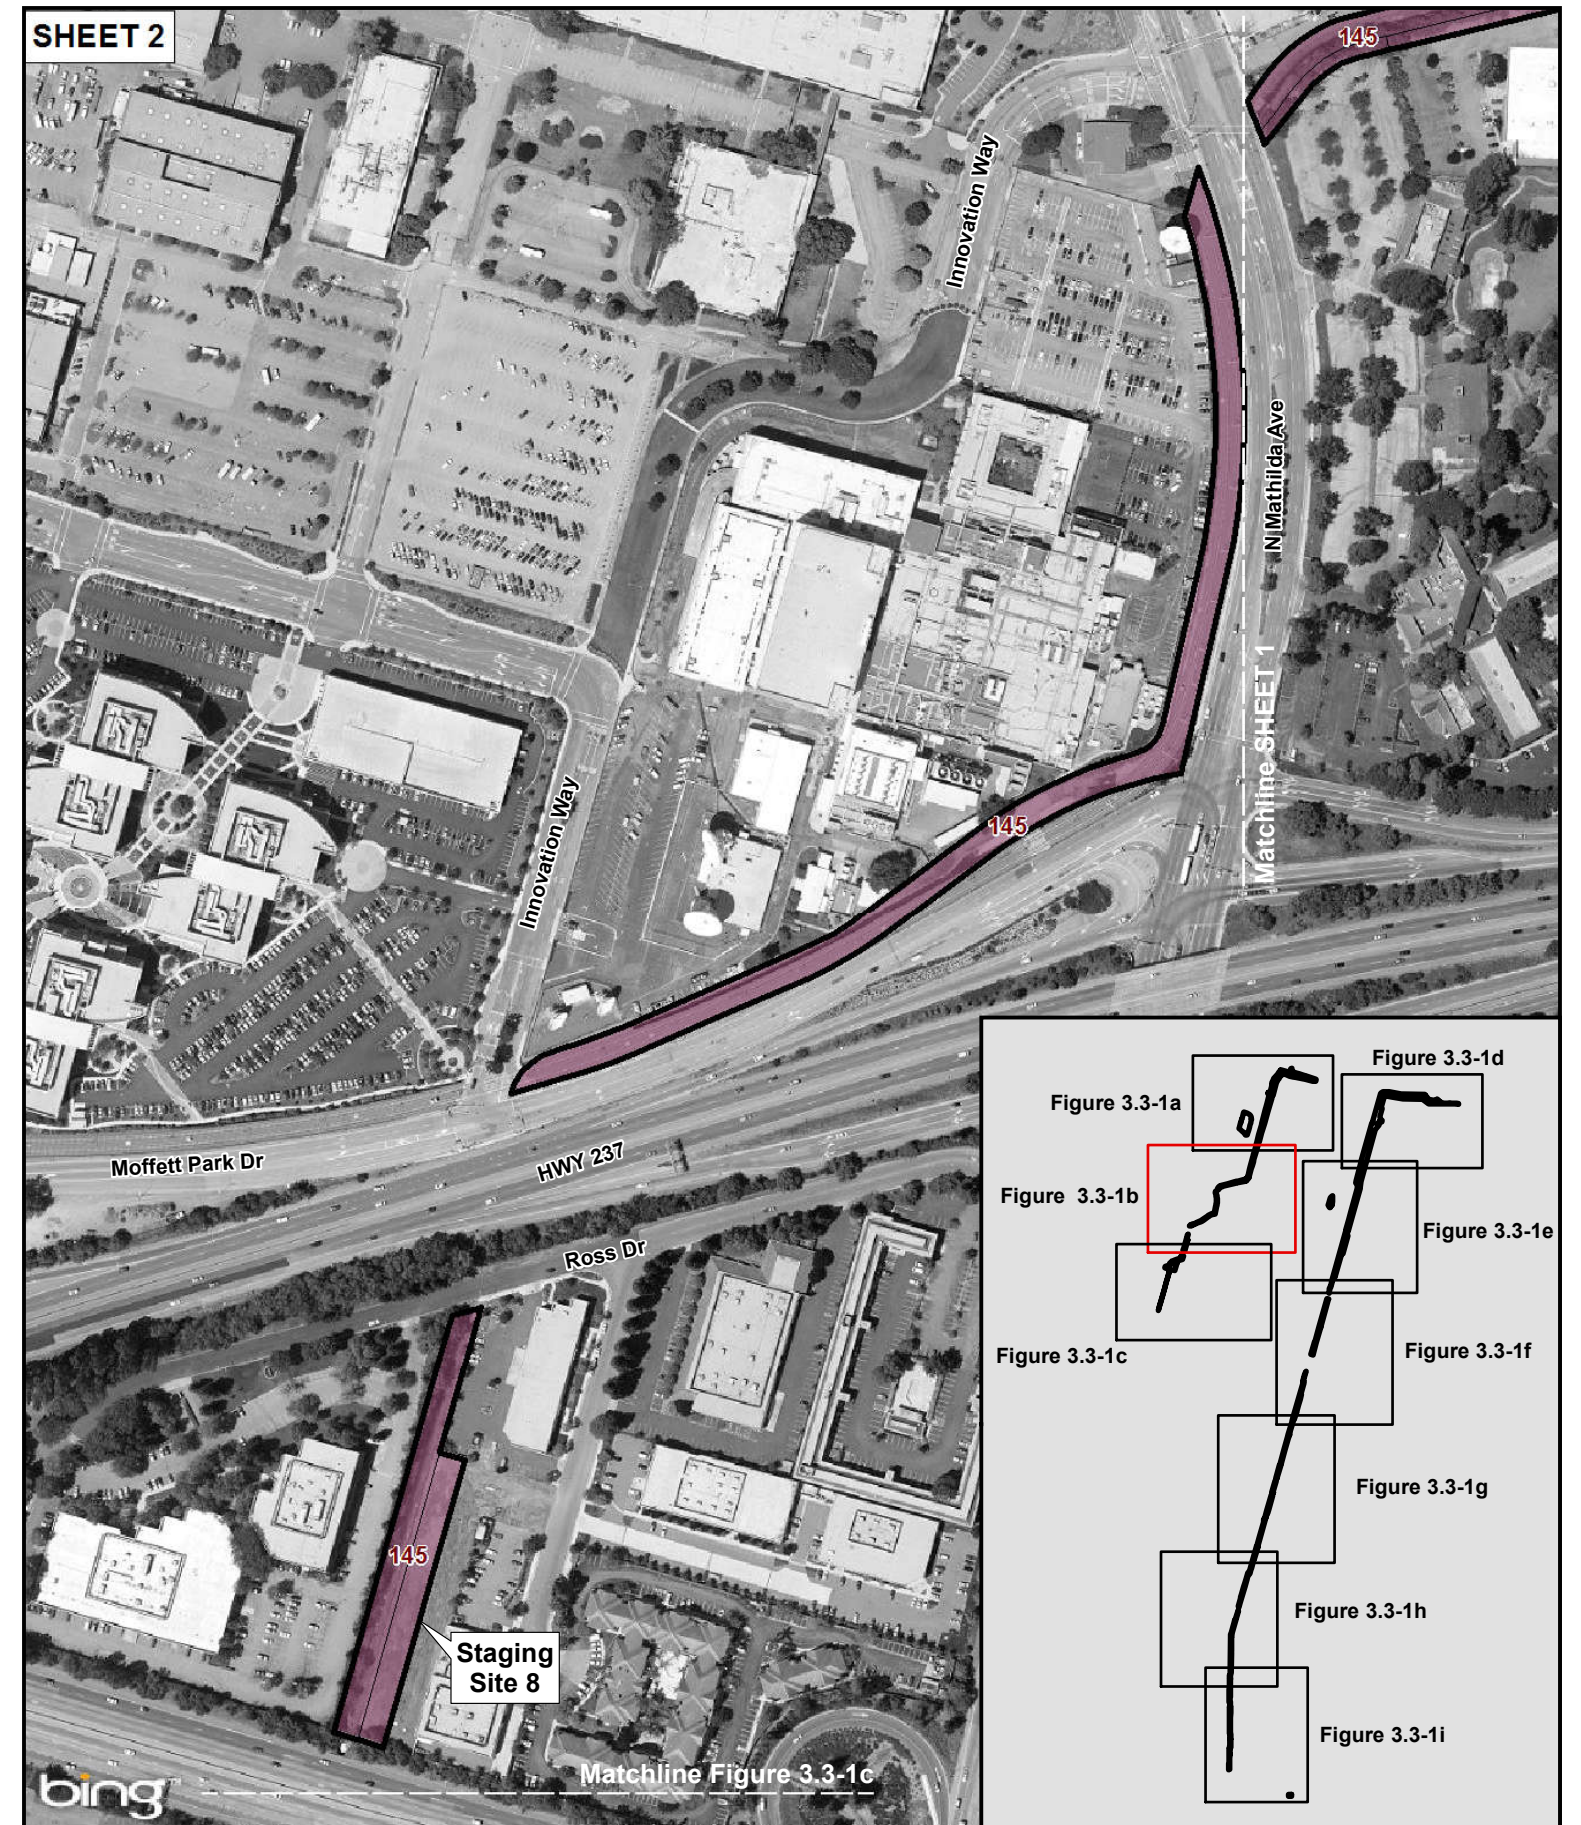 SHEET 2
145
Innovation Way
N Mathilda Ave
Matchline SHEET 1
Innovation Way
145
Moffett Park Dr
HWY 237
Ross Dr
145
Staging
Site 8
Matchline Figure 3.3-1c
bing
Figure 3.3-1d
Figure 3.3-1a
Figure 3.3-1b
Figure 3.3-1e
Figure 3.3-1c
Figure 3.3-1f
Figure 3.3-1g
Figure 3.3-1h
Figure 3.3-1i